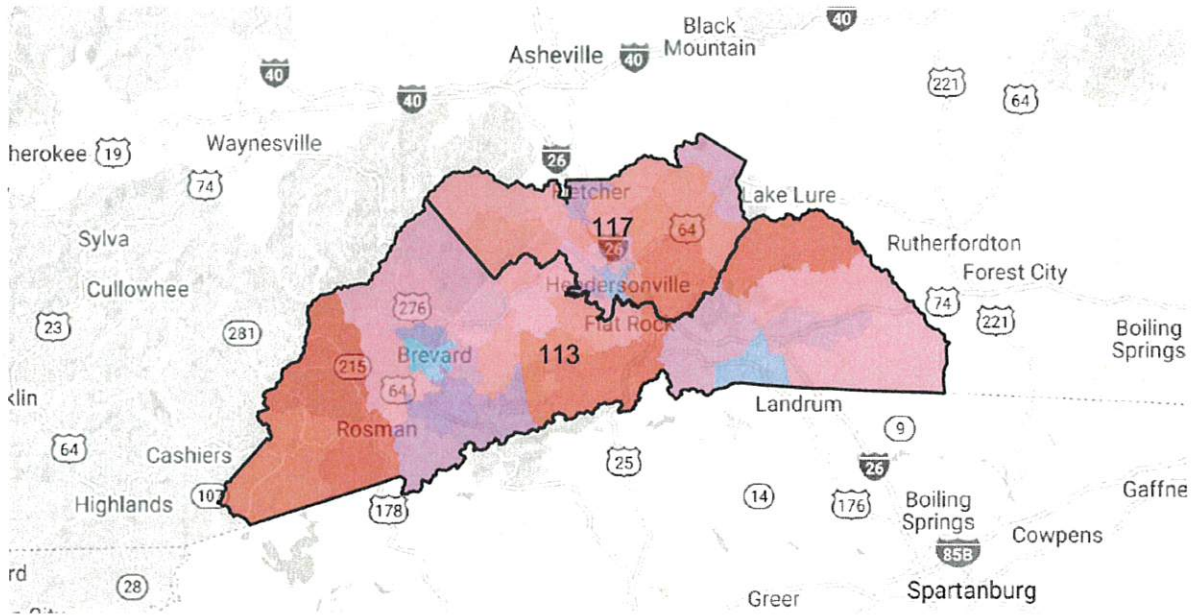 40
Black
Mountain
Asheville
40
40
40
221
64
Waynesville
herokee
19
26
74
Fletcher
Lake Lure
117
64
26
Sylva
Rutherfordton
Forest City
Cullowhee
Hendersonville
276
74
221
23
281
Flat Rock
Boiling
Springs
Brevard
113
215
64
klin
Landrum
Rosman
9
64
Cashiers
25
26
107
Highlands
178
14
176
Boiling
Springs
Gaffne
Cowpens
85B
rd
28
Spartanburg
Greer